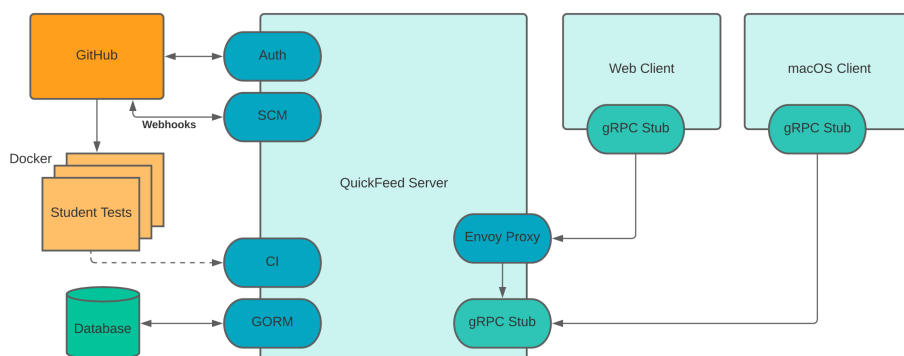 GitHub
Auth
Web Client
macOS Client
SCM
Webhooks
gRPC Stub
gRPC Stub
Docker
QuickFeed Server
Student Tests
Envoy Proxy
CI
Database
GORM
gRPC Stub